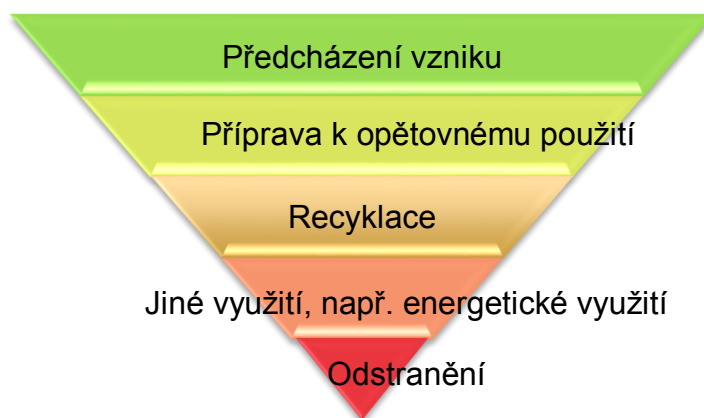 Předcházení vzniku
Příprava k opětovnému použití
Recyklace
Jiné využití, např. energetické využití
Odstranění